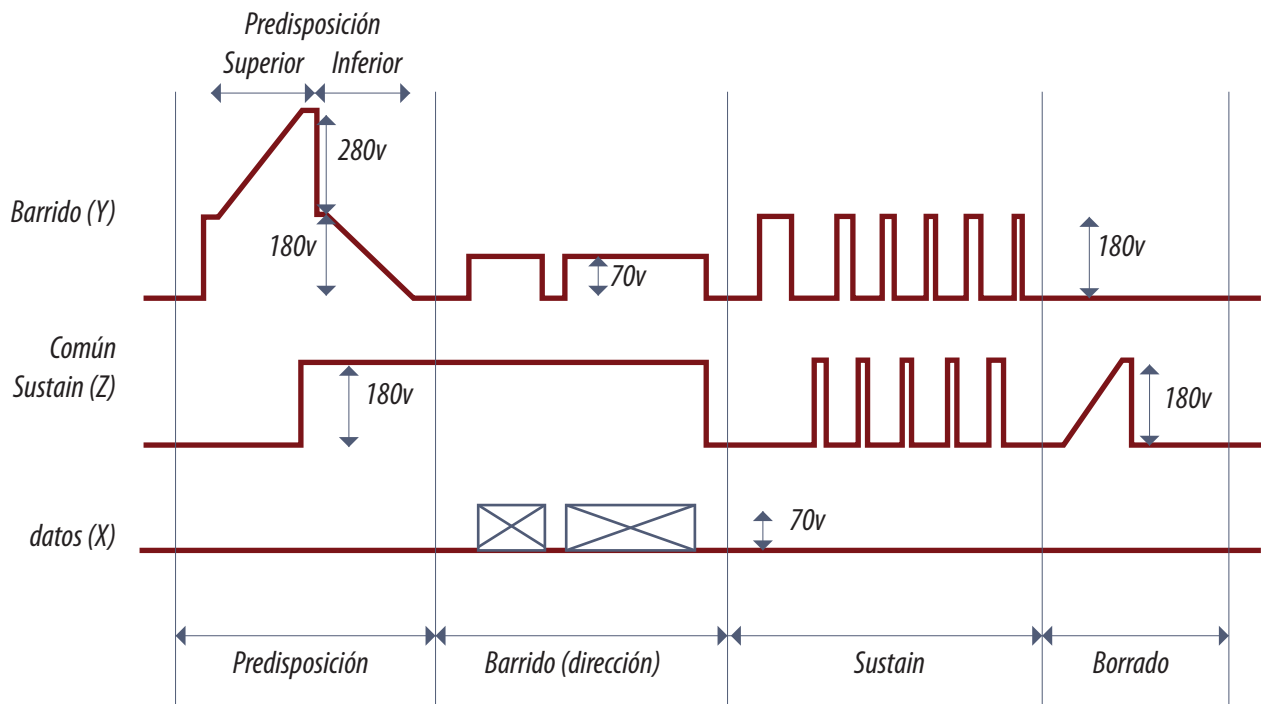 Predisposición
Superior
Inferior
280v
Barrido (Y)
180v
70v
180v
Común
Sustain (Z)
180v
180v
datos (X)
70v
Predisposición
Barrido (dirección)
Sustain
Borrado